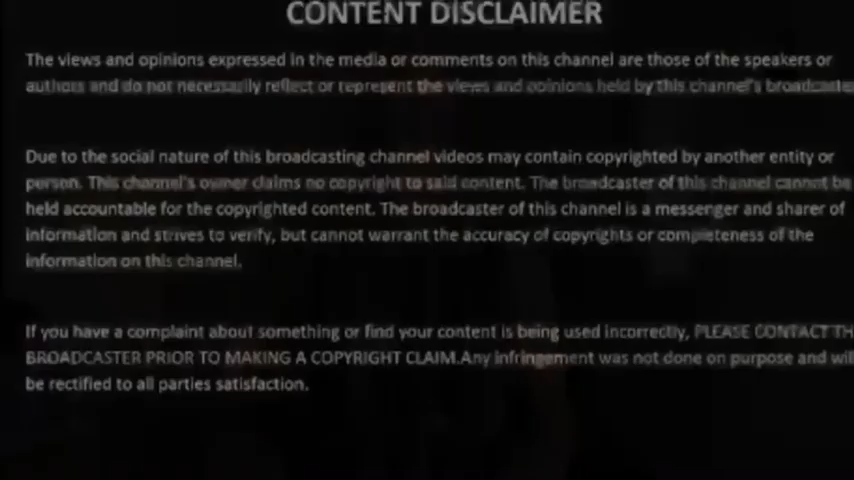 CONTENT DISCLAIMER
The views and opinions expressed in the media or comments on this channel are those of the speakers or
authors and do not necessarily reflect or represent the views and opinions held by this channel's broadcaste
Due to the social nature of this broadcasting channel videos may contain copyrighted by another entity or
person. This channel's owner claims no copyright to said content. The broadcaster of this channel cannot be
held accountable for the copyrighted content. The broadcaster of this channel is a messenger and sharer of
information and strives to verify, but cannot warrant the accuracy of copyrights or completeness of the
information on this channel.
If you have a complaint about something or find your content is being used incorrectly, PLEASE CONTACT TH
BROADCASTER PRIOR TO MAKING A COPYRIGHT CLAIM.Any infringement was not done on purpose and will
be rectified to all parties satisfaction.